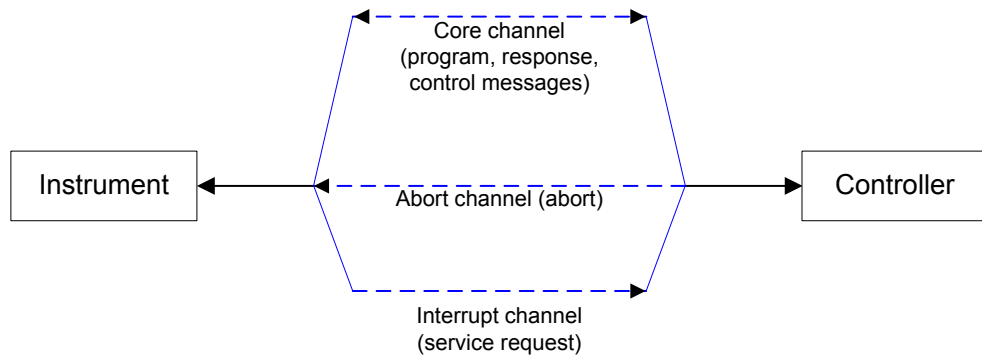 Core channel
(program, response,
control messages)
Instrument
Abort channel (abort)
Controller
Interrupt channel
(service request)